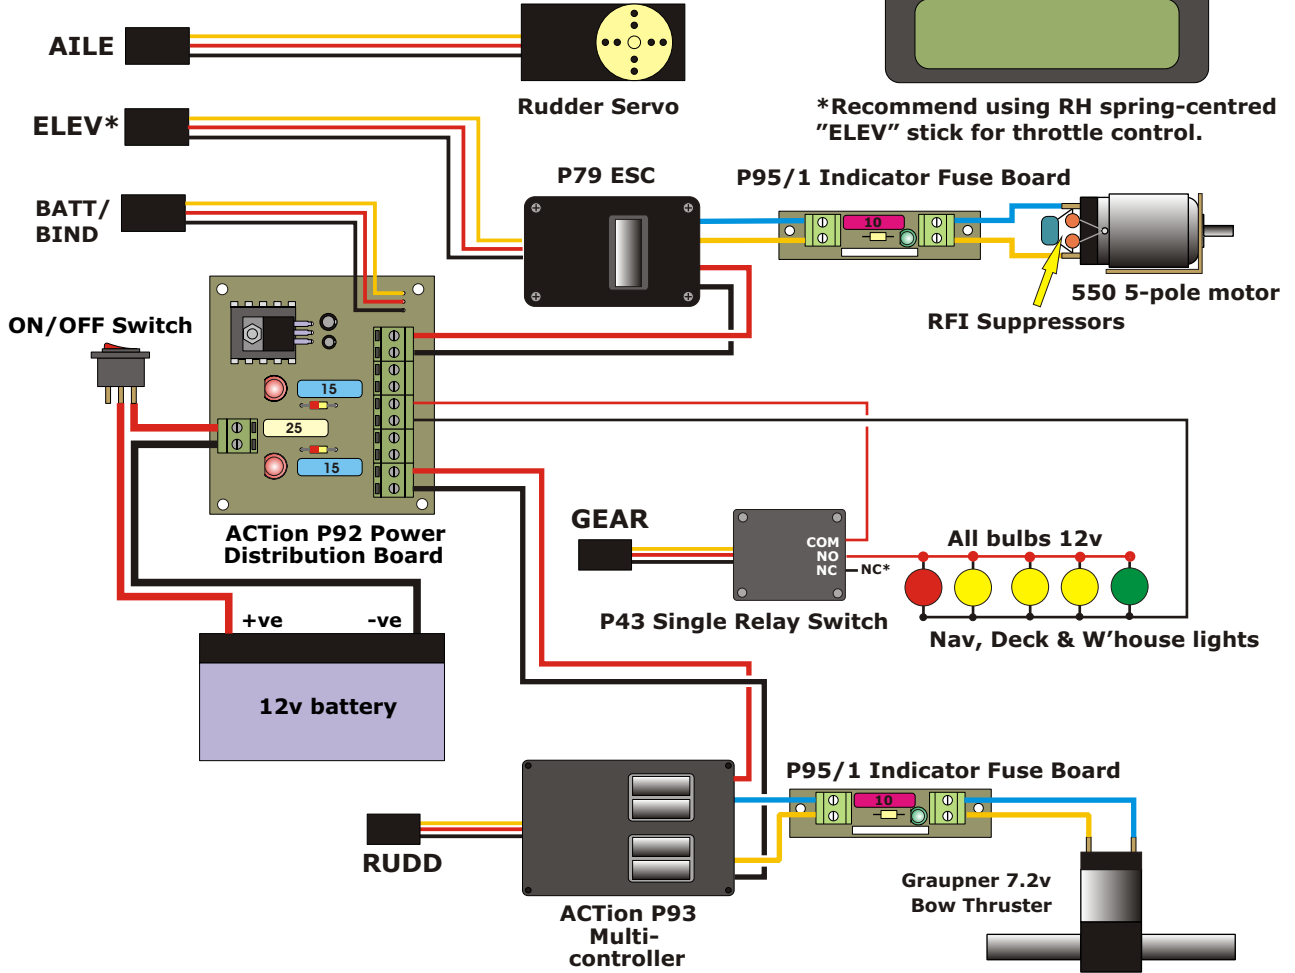 AILE
Rudder Servo
*Recommend using RH spring-centred
”ELEV” stick for throttle control.
ELEV*
P79 ESC
P95/1 Indicator Fuse Board
10
BATT/
BIND
550 5-pole motor
RFI Suppressors
ON/OFF Switch
15
25
15
ACTion P92 Power
Distribution Board
GEAR
COM
NO
NC
NC*
All bulbs 12v
P43 Single Relay Switch
Nav, Deck & W’house lights
+ve
-ve
12v battery
P95/1 Indicator Fuse Board
10
RUDD
ACTion P93
Multi-
controller
Graupner 7.2v
Bow Thruster